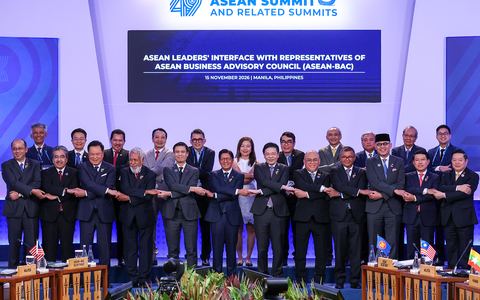 49
ASEAN SUMMIT
AND RELATED SUMMITS
ASEAN LEADERS' INTERFACE WITH REPRESENTATIVES OF
ASEAN BUSINESS ADVISORY COUNCIL (ASEAN-BAC)
15 NOVEMBER 2026 | MANILA, PHILIPPINES